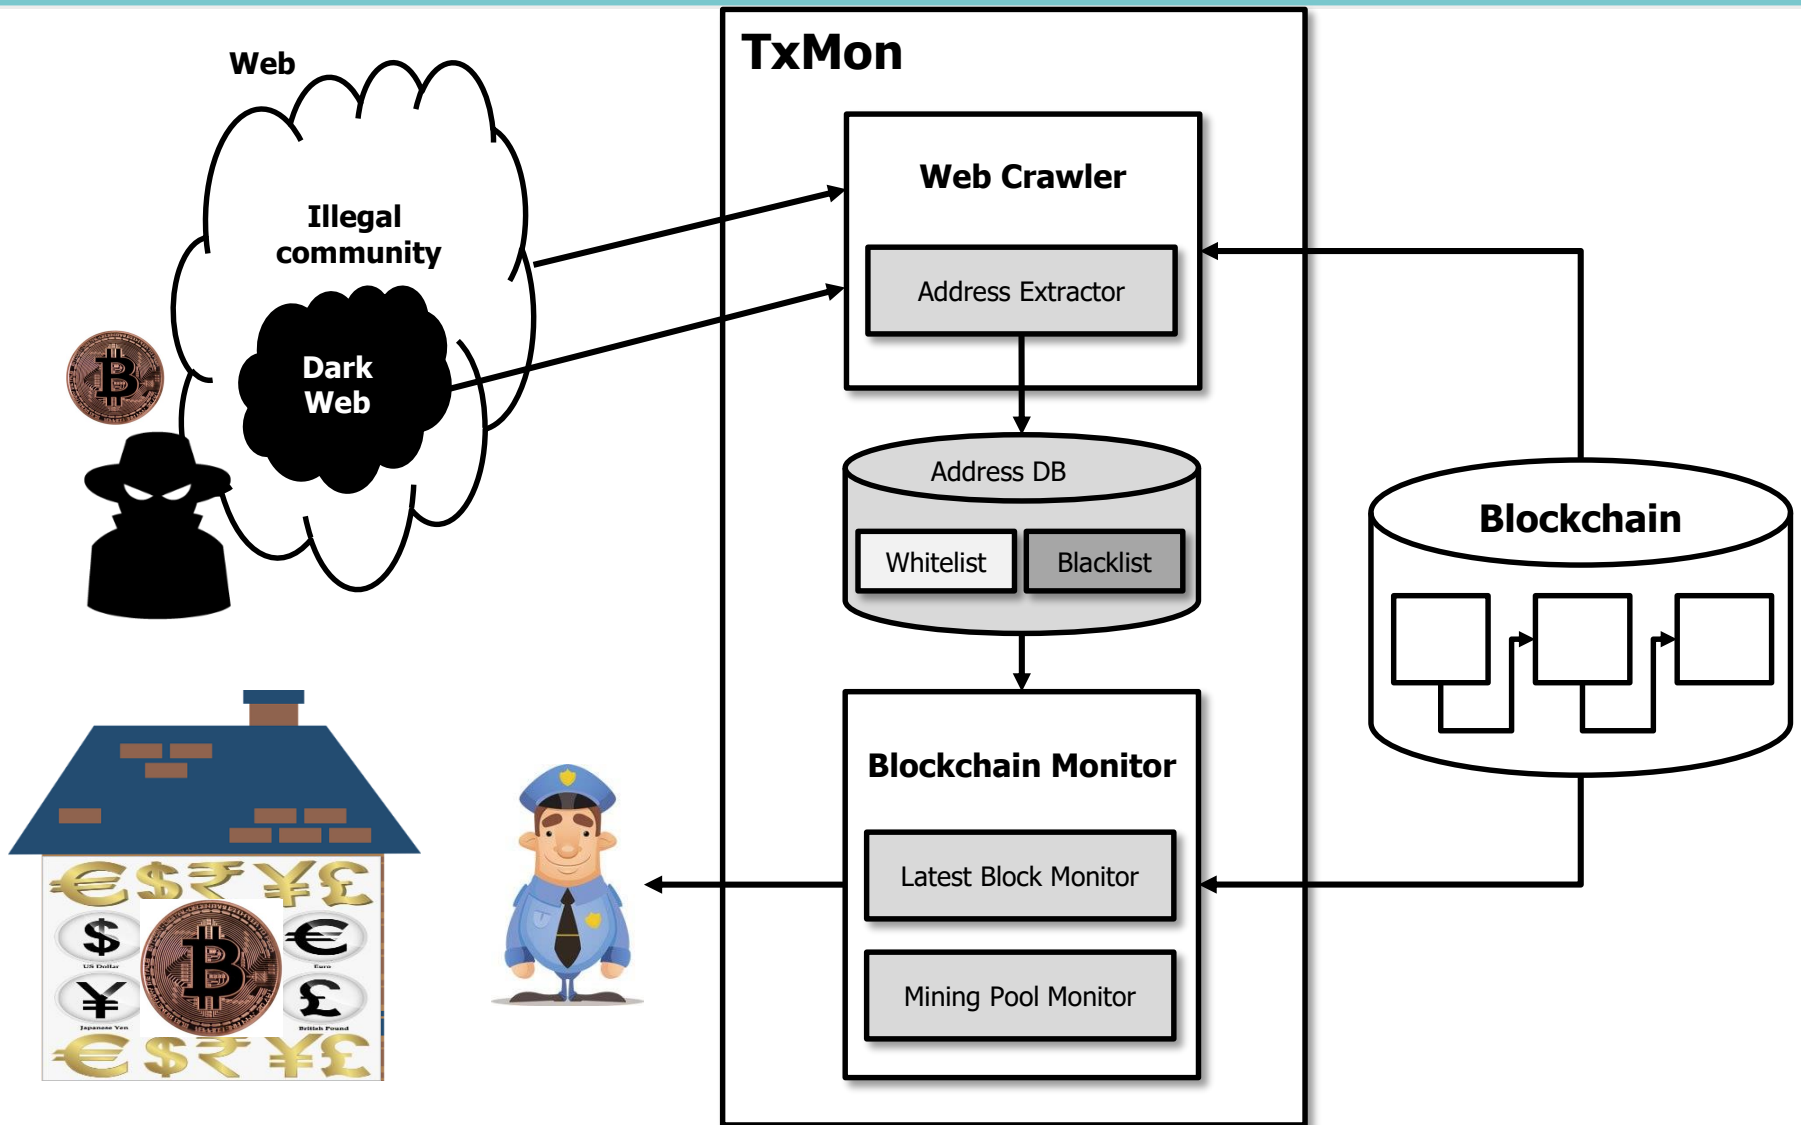 TxMon
Web
Illegal
community
Dark
Web
Web Crawler
Address Extractor
Address DB
Whitelist
Blacklist
Blockchain
Blockchain Monitor
Latest Block Monitor
Mining Pool Monitor
US Dollar
Euro
Japanese Yen
British Pound